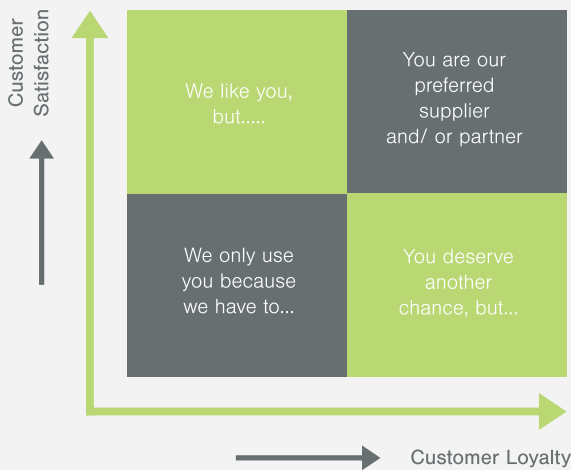 Customer
Satisfaction
We like you,
but.....
You are our
preferred
supplier
and/ or partner
We only use
you because
we have to...
You deserve
another
chance, but...
Customer Loyalty